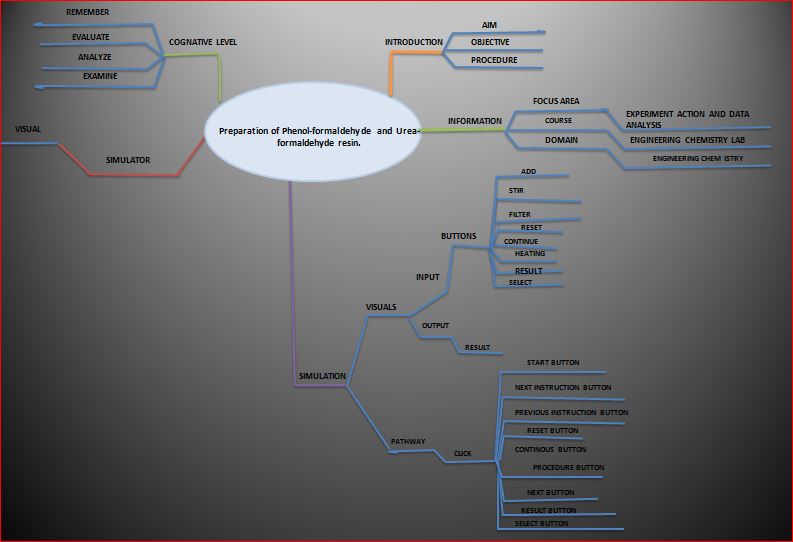 REMEMBER
EVALUATE
ANALYZE
EXAMINE
COGNATIVE LEVEL
VISUAL
SIMULATOR
Preparation of Phenol-formaldehyde and Urea-
formaldehyde resin.
INTRODUCTION
AIM
OBJECTIVE
PROCEDURE
INFORMATION
FOCUS AREA
COURSE
DOMAIN
EXPERIMENT ACTION AND DATA
ANALYSIS
ENGINEERING CHEMISTRY LAB
ENGINEERING CHEM ISTRY
ADD
STIR
FILTER
RESET
CONTINUE
HEATING
RESULT
SELECT
BUTTONS
INPUT
VISUALS
OUTPUT
RESULT
SIMULATION
PATHWAY
CLICK
START BUTTON
NEXT INSTRUCTION BUTTON
PREVIOUS INSTRUCTION BUTTON
RESET BUTTON
CONTINOUS BUTTON
PROCEDURE BUTTON
NEXT BUTTON
RESULT BUTTON
SELECT BUTTON